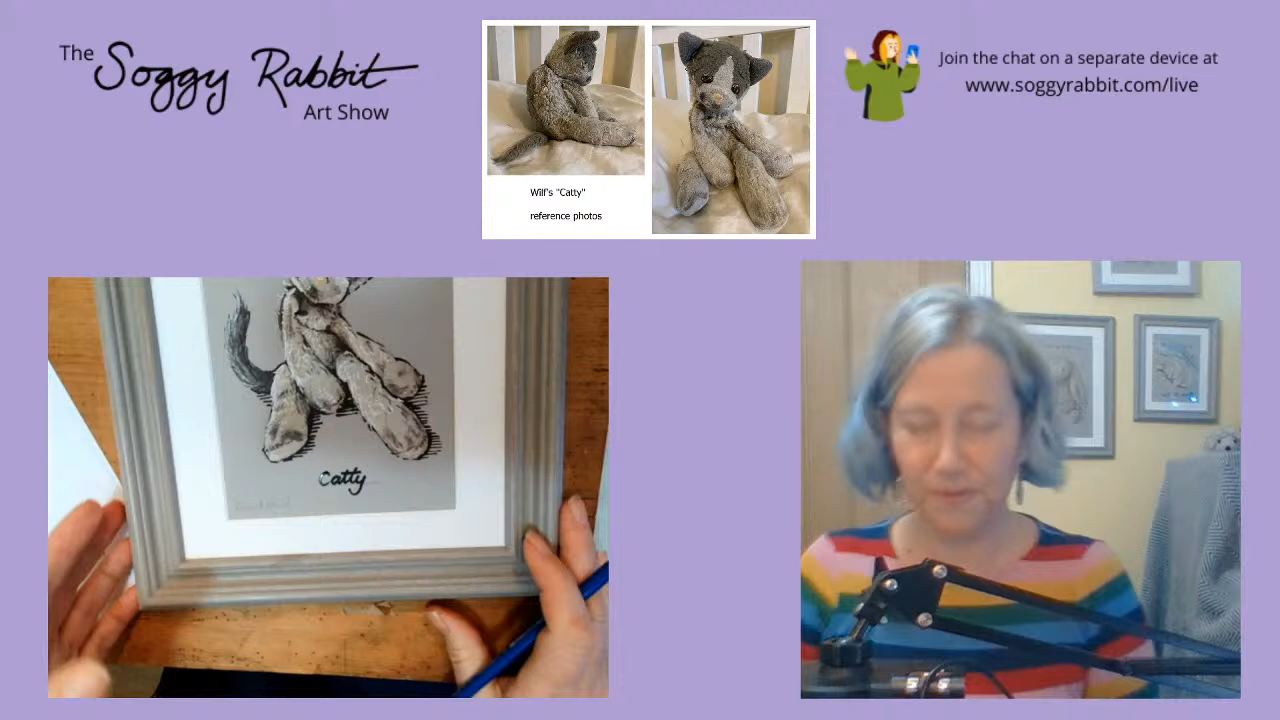 The
Soggy Rabbit
Art Show
Wilf's "Catty"
reference photos
Join the chat on a separate device at
www.soggyrabbit.com/live
Catty